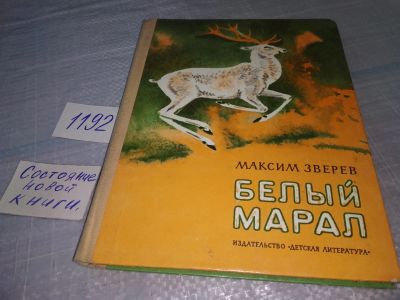 1192
Состояние
новой
книги.
МАКСИМ ЗВЕРЕВ
БЕЛЫЙ
МАРАЛ
ИЗДАТЕЛЬСТВО «ДЕТСКАЯ ЛИТЕРАТУРА»